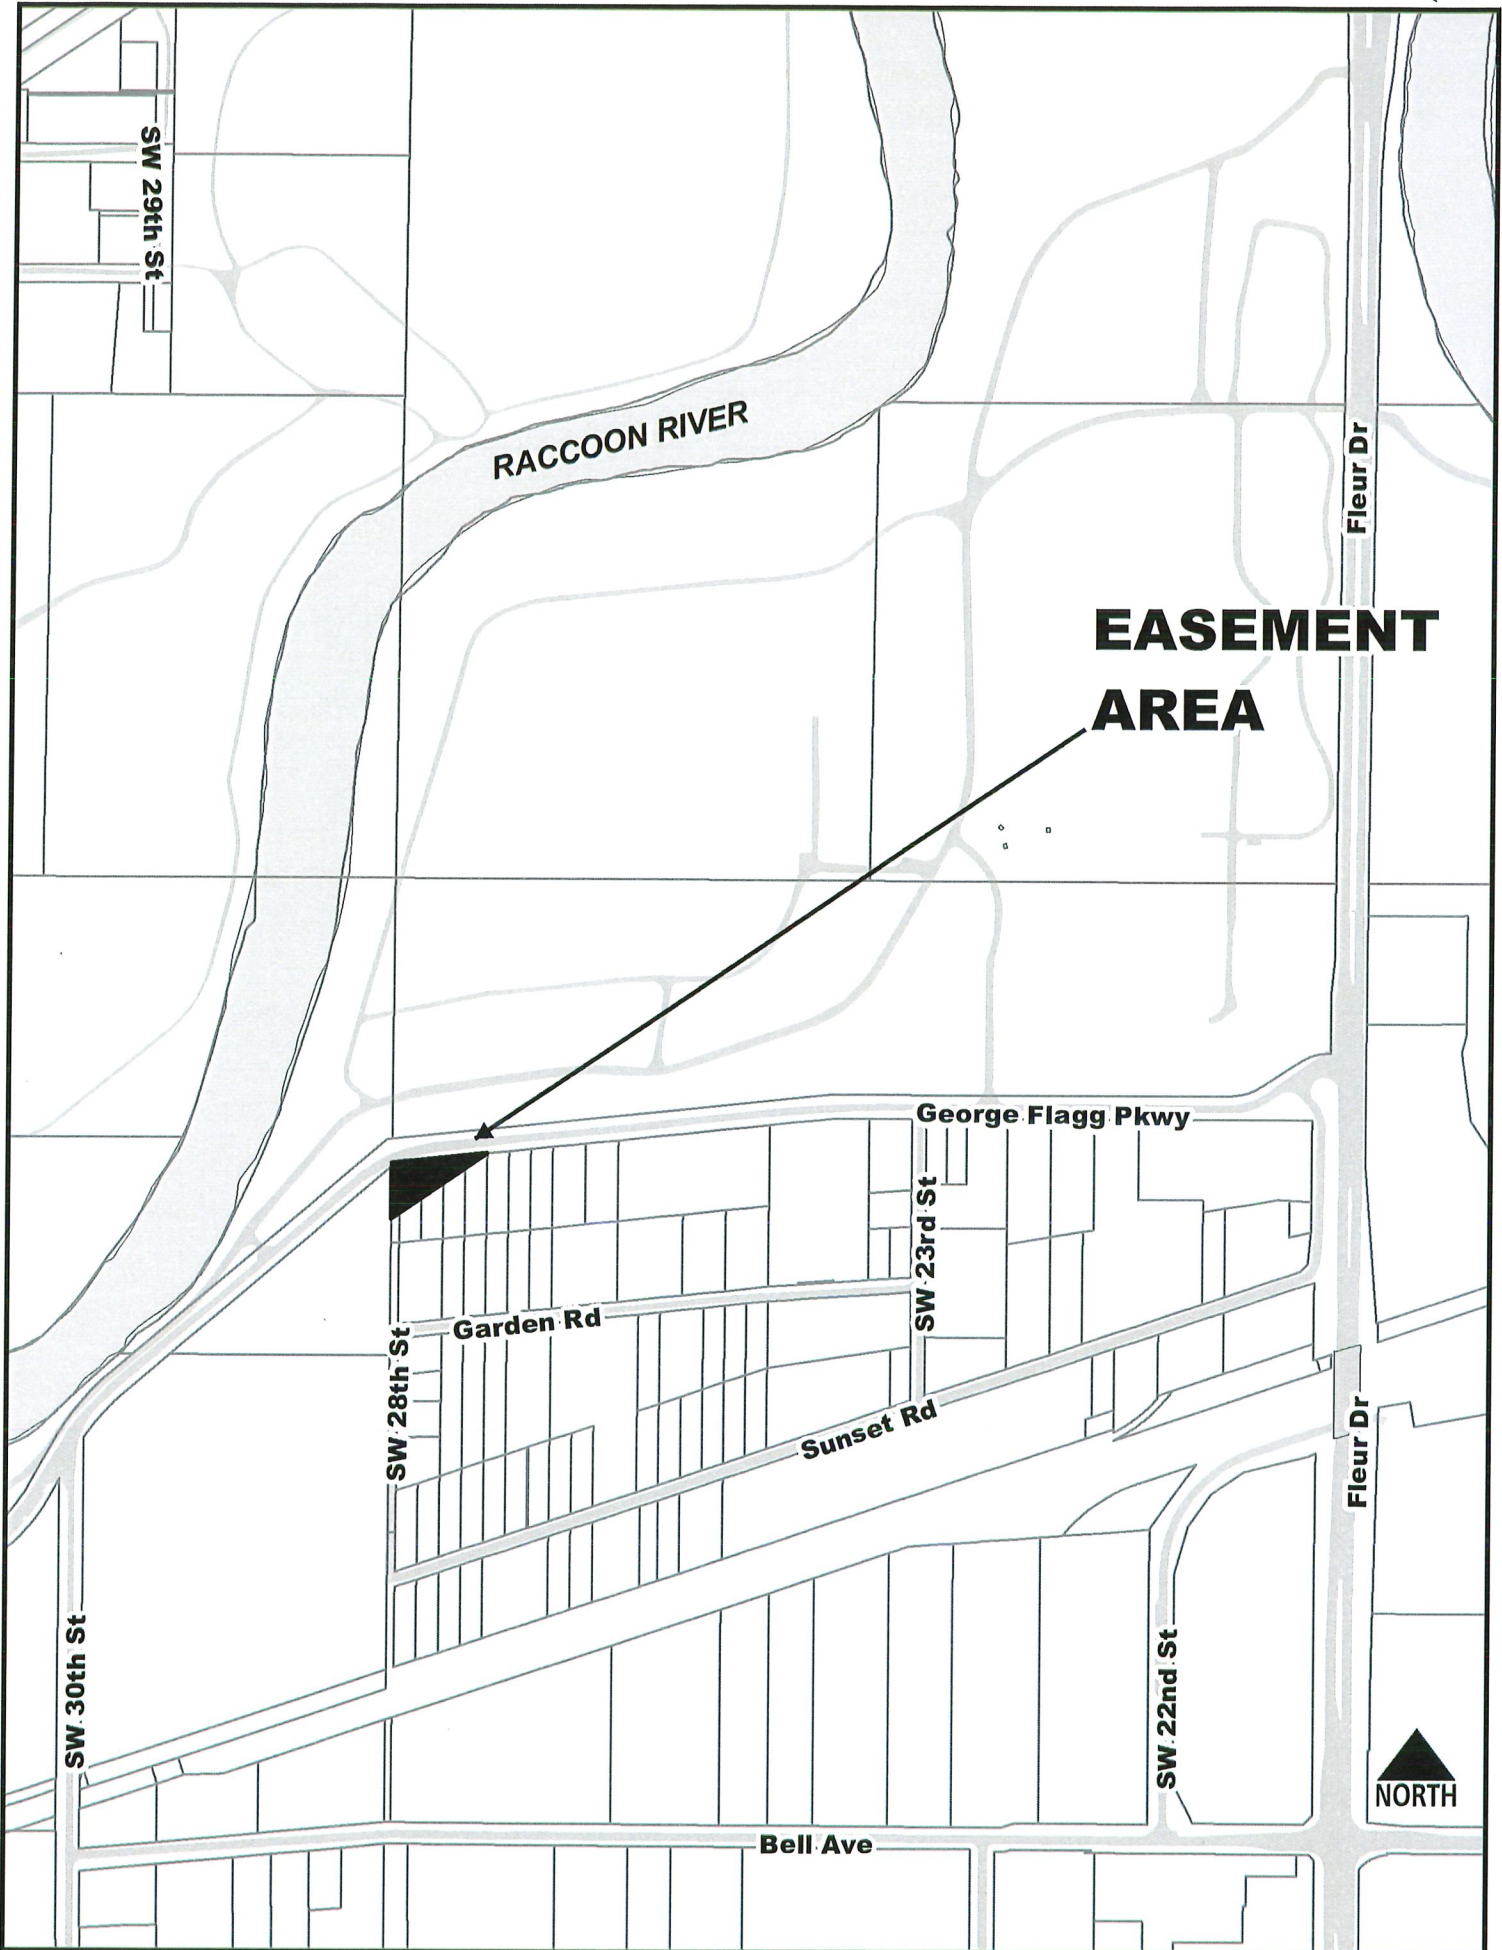 SW 29th St
RACCOON RIVER
Fleur Dr
EASEMENT
AREA
George Flagg Pkwy
SW 23rd St
Garden Rd
SW 28th St
Sunset Rd
Fleur Dr
SW 30th St
SW 22nd St
NORTH
Bell Ave